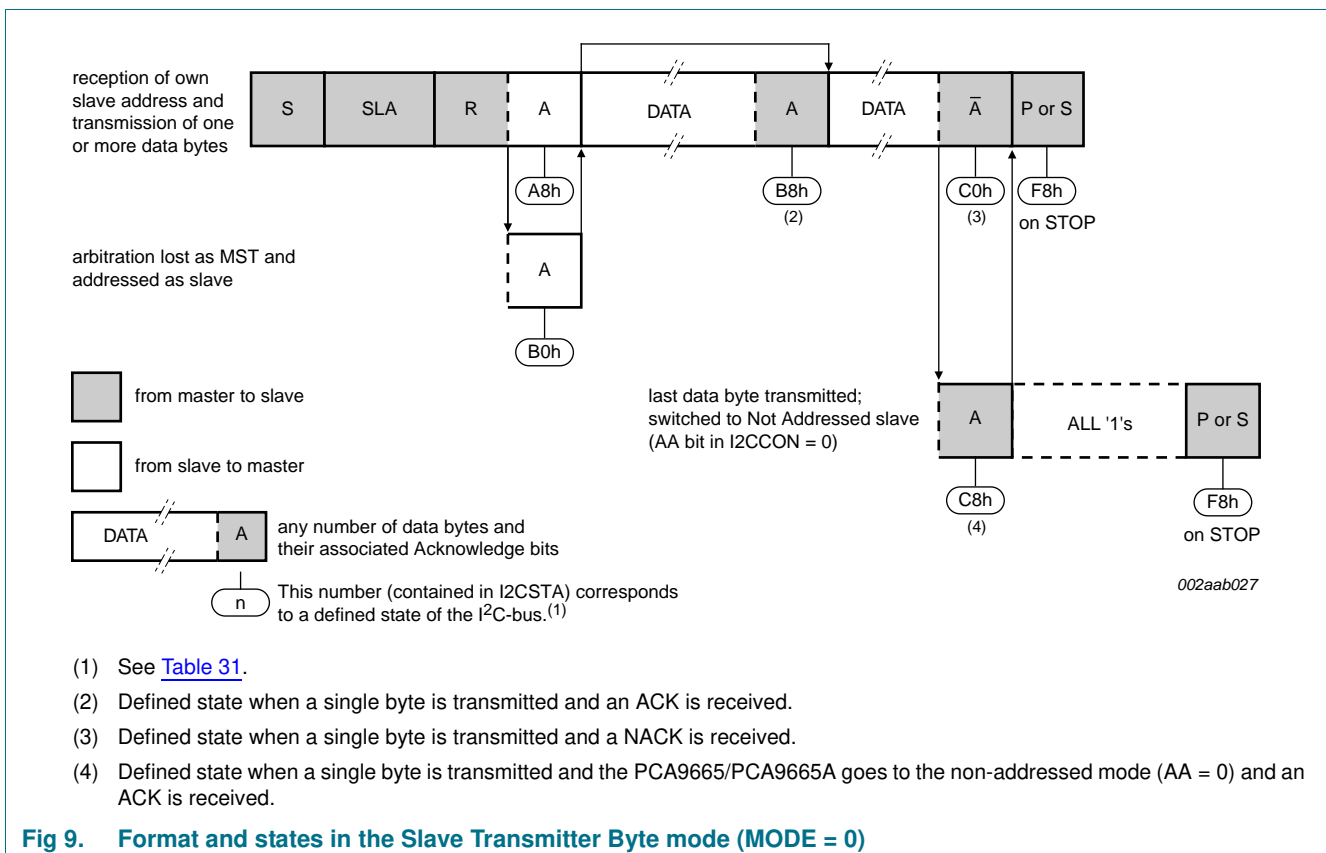 reception of own
slave address and
transmission of one
or more data bytes
S
SLA
R
A
DATA
A
DATA
A̅
P or S
A8h
B8h
(2)
C0h
(3)
F8h
on STOP
arbitration lost as MST and
addressed as slave
A
B0h
from master to slave
from slave to master
DATA
A
any number of data bytes and
their associated Acknowledge bits
n
This number (contained in I2CSTA) corresponds
to a defined state of the I²C-bus.(1)
last data byte transmitted;
switched to Not Addressed slave
(AA bit in I2CCON = 0)
A
ALL '1's
P or S
C8h
(4)
F8h
on STOP
002aab027
(1) See Table 31.
(2) Defined state when a single byte is transmitted and an ACK is received.
(3) Defined state when a single byte is transmitted and a NACK is received.
(4) Defined state when a single byte is transmitted and the PCA9665/PCA9665A goes to the non-addressed mode (AA = 0) and an
ACK is received.
Fig 9. Format and states in the Slave Transmitter Byte mode (MODE = 0)